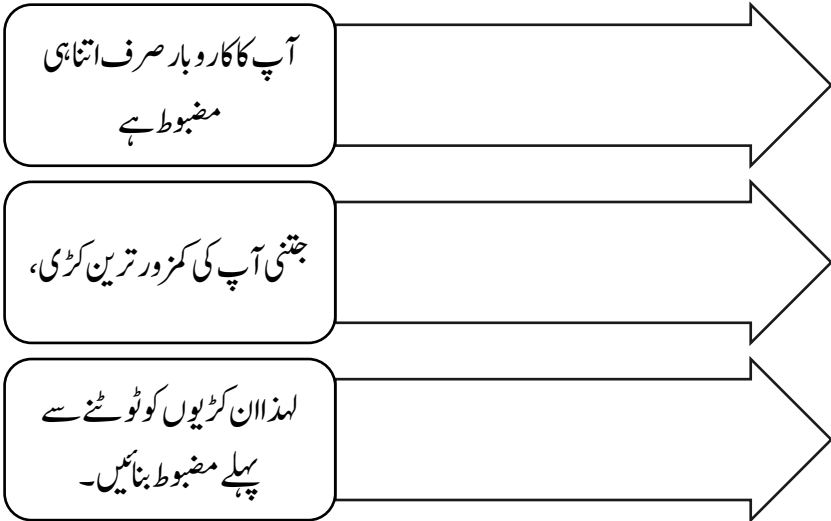 آپ کا کاروبار صرف اتنا ہی
مضبوط ہے
جتنی آپ کی کمزور ترین کڑی،
لہذا ان کڑیوں کو ٹوٹنے سے
پہلے مضبوط بنائیں۔